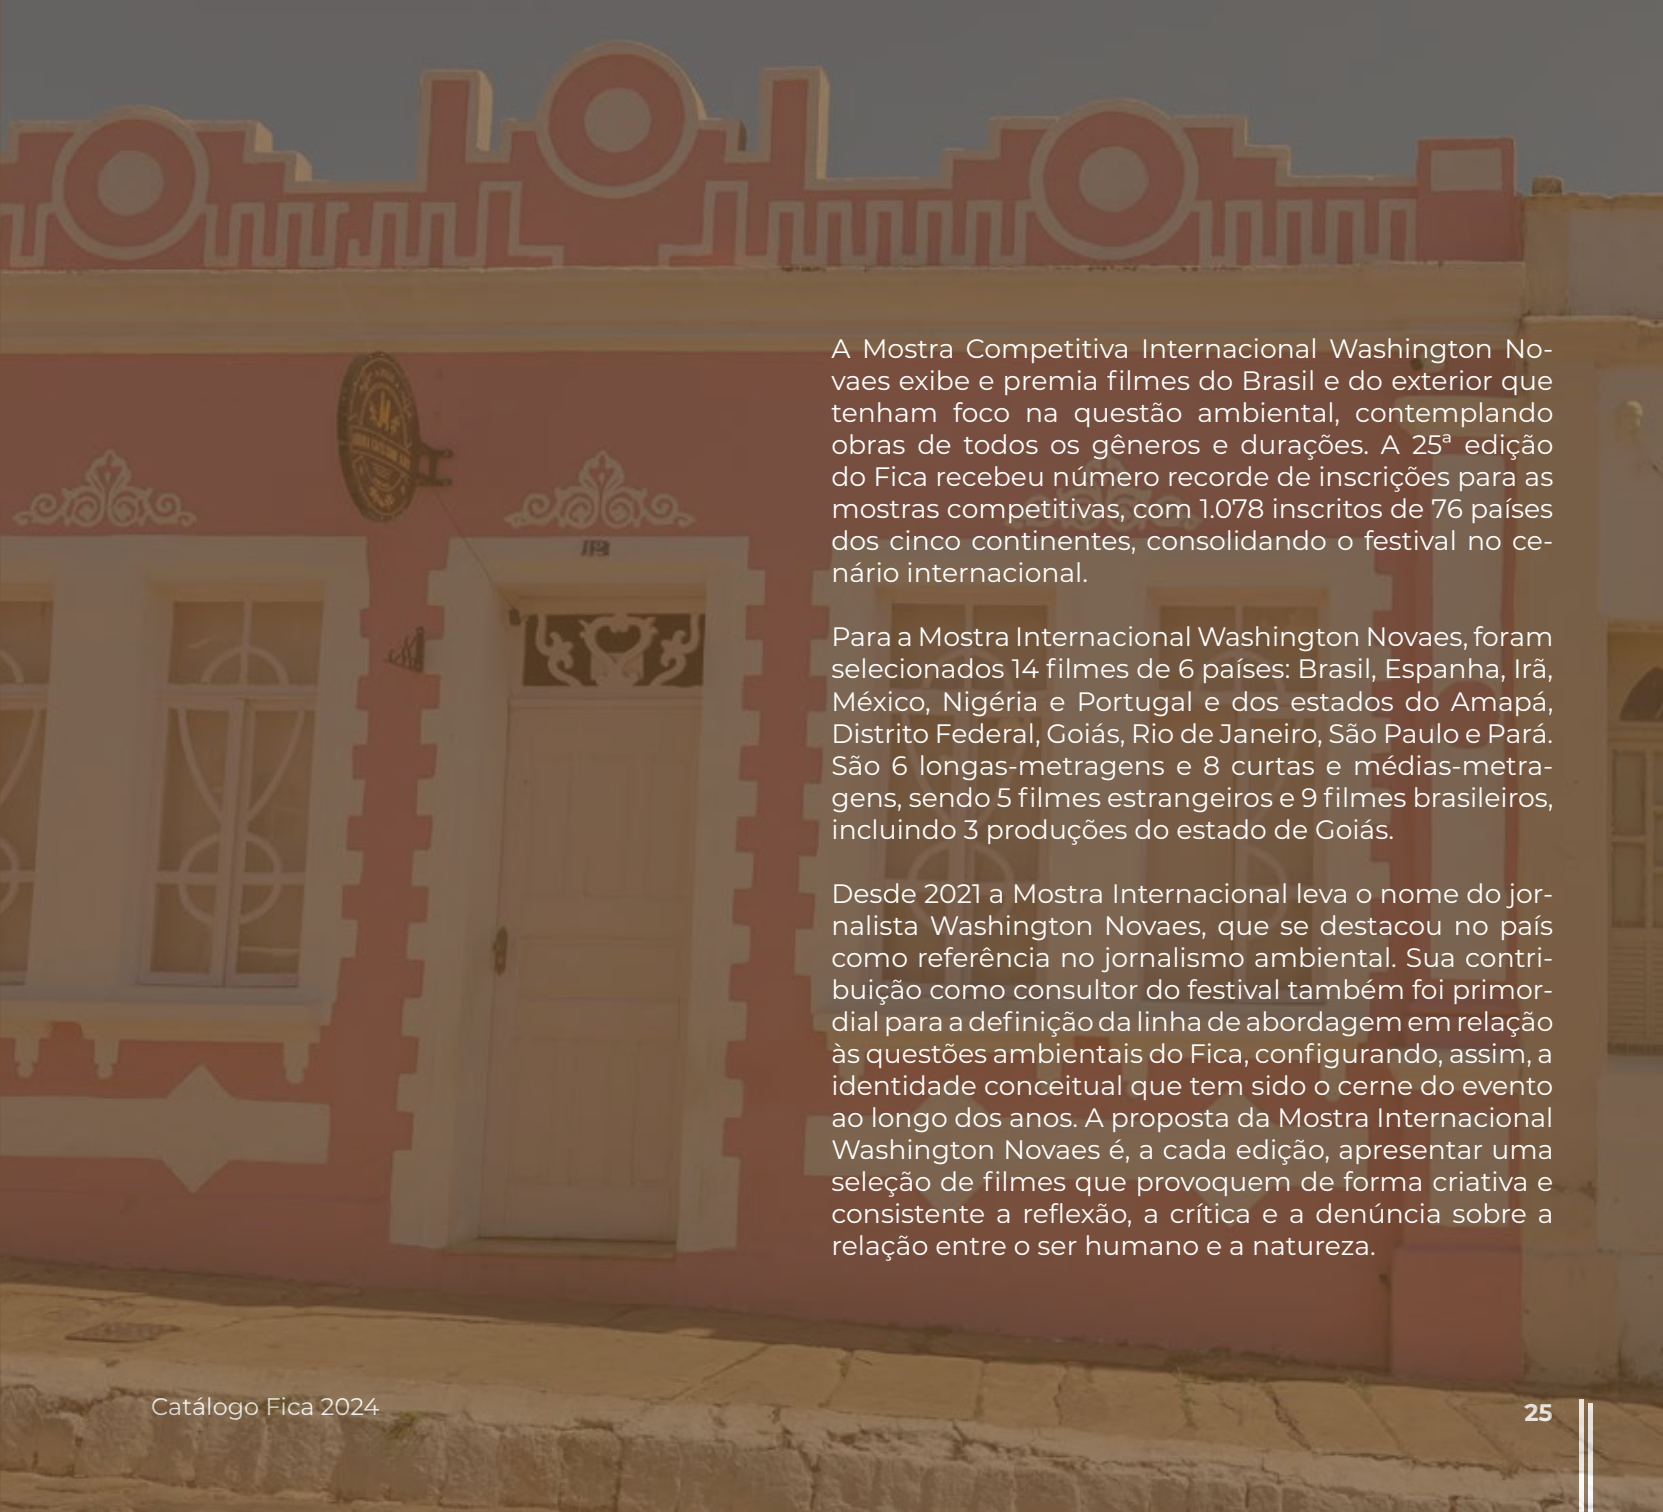 A Mostra Competitiva Internacional Washington No-
vaes exibe e premia filmes do Brasil e do exterior que
tenham foco na questão ambiental, contemplando
obras de todos os gêneros e durações. A 25ª edição
do Fica recebeu número recorde de inscrições para as
mostras competitivas, com 1.078 inscritos de 76 países
dos cinco continentes, consolidando o festival no ce-
nário internacional.
Para a Mostra Internacional Washington Novaes, foram
selecionados 14 filmes de 6 países: Brasil, Espanha, Irã,
México, Nigéria e Portugal e dos estados do Amapá,
Distrito Federal, Goiás, Rio de Janeiro, São Paulo e Pará.
São 6 longas-metragens e 8 curtas e médias-metra-
gens, sendo 5 filmes estrangeiros e 9 filmes brasileiros,
incluindo 3 produções do estado de Goiás.
Desde 2021 a Mostra Internacional leva o nome do jor-
nalista Washington Novaes, que se destacou no país
como referência no jornalismo ambiental. Sua contri-
buição como consultor do festival também foi primor-
dial para a definição da linha de abordagem em relação
às questões ambientais do Fica, configurando, assim, a
identidade conceitual que tem sido o cerne do evento
ao longo dos anos. A proposta da Mostra Internacional
Washington Novaes é, a cada edição, apresentar uma
seleção de filmes que provoquem de forma criativa e
consistente a reflexão, a crítica e a denúncia sobre a
relação entre o ser humano e a natureza.
Catálogo Fica 2024
25